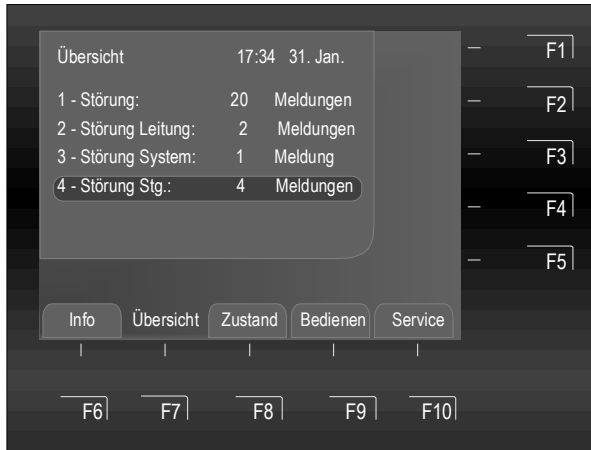 Übersicht 17:34 31. Jan.
1 - Störung: 20 Meldungen
2 - Störung Leitung: 2 Meldungen
3 - Störung System: 1 Meldung
4 - Störung Stg.: 4 Meldungen
F1
F2
F3
F4
F5
Info Übersicht Zustand Bedienen Service
F6 F7 F8 F9 F10